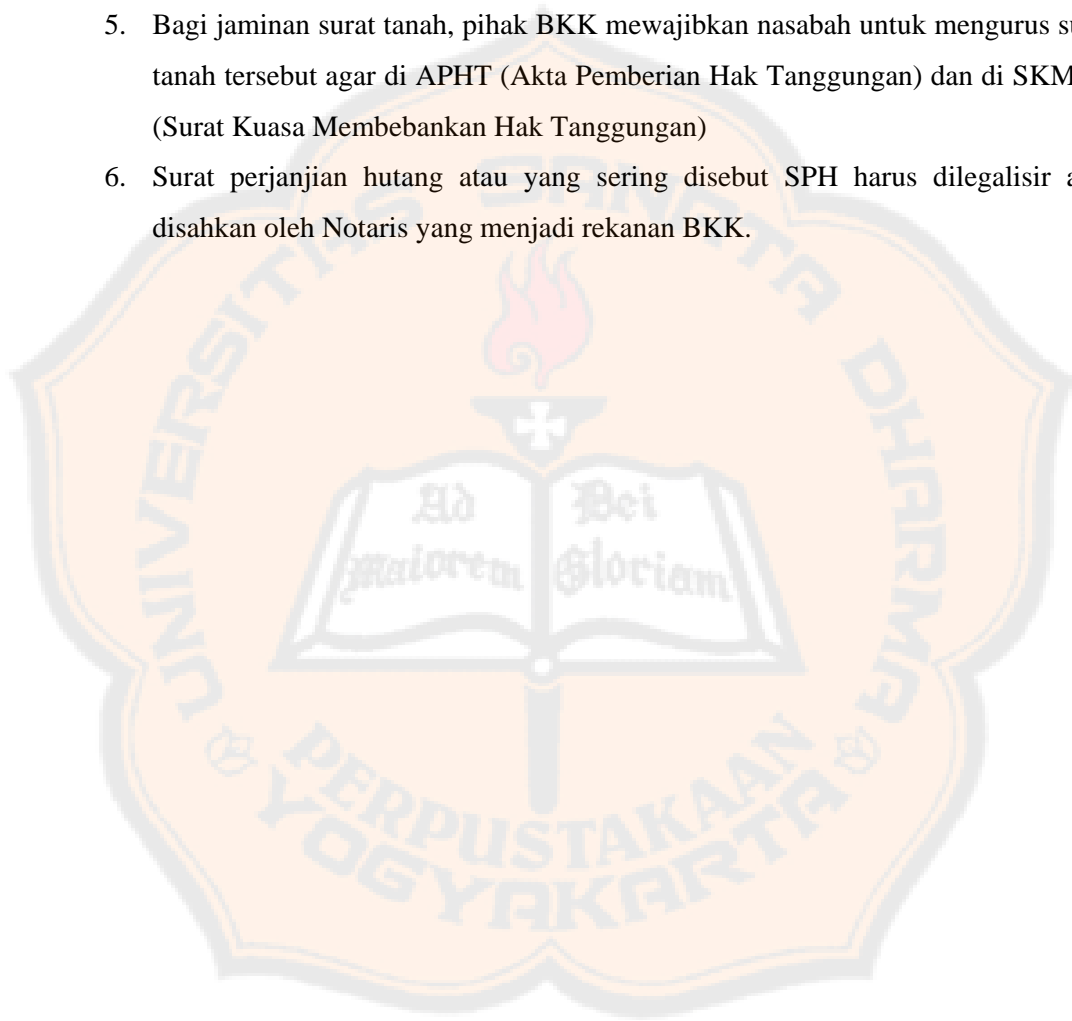 5. Bagi jaminan surat tanah, pihak BKK mewajibkan nasabah untuk mengurus
tanah tersebut agar di APHT (Akta Pemberian Hak Tanggungan) dan di
(Surat Kuasa Membebankan Hak Tanggungan)
6. Surat perjanjian hutang atau yang sering disebut SPH harus dilegalisir
disahkan oleh Notaris yang menjadi rekanan BKK.
UNIVERSITAS SANATA DHARMA
Ad Dei
Maiorem Gloriam
PERPUSTAKAAN
YOGYAKARTA